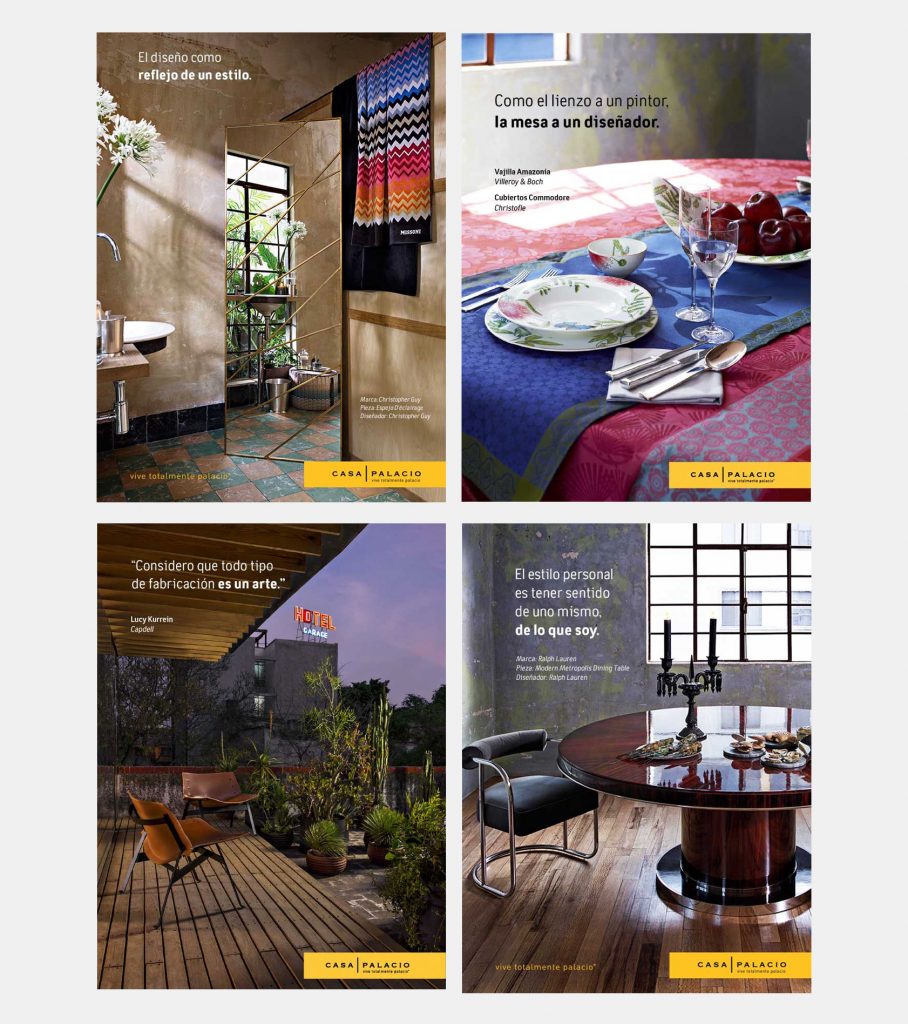 El diseño como
reflejo de un estilo.
MISSONI
Marca: Christopher Guy
Pieza: Espejo D'éclairage
Diseñador: Christopher Guy
vive totalmente palacio®
CASA | PALACIO
vive totalmente palacio®
Como el lienzo a un pintor,
la mesa a un diseñador.
Vajilla Amazonia
Villeroy & Boch
Cubiertos Commodore
Christofle
CASA | PALACIO
vive totalmente palacio®
“Considero que todo tipo
de fabricación es un arte.”
Lucy Kurrein
Capdell
HOTEL
GARAGE
CASA | PALACIO
vive totalmente palacio®
El estilo personal
es tener sentido
de uno mismo,
de lo que soy.
Marca: Ralph Lauren
Pieza: Modern Metropolis Dining Table
Diseñador: Ralph Lauren
vive totalmente palacio®
CASA | PALACIO
vive totalmente palacio